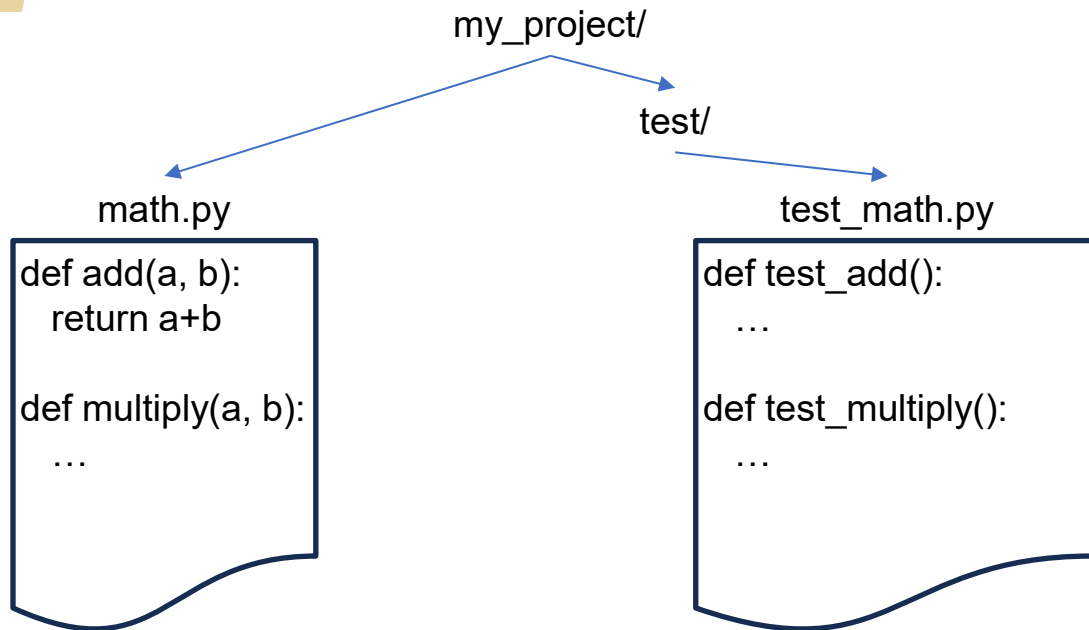 my_project/
test/
math.py
def add(a, b):
return a+b
def multiply(a, b):
…
test_math.py
def test_add():
…
def test_multiply():
…